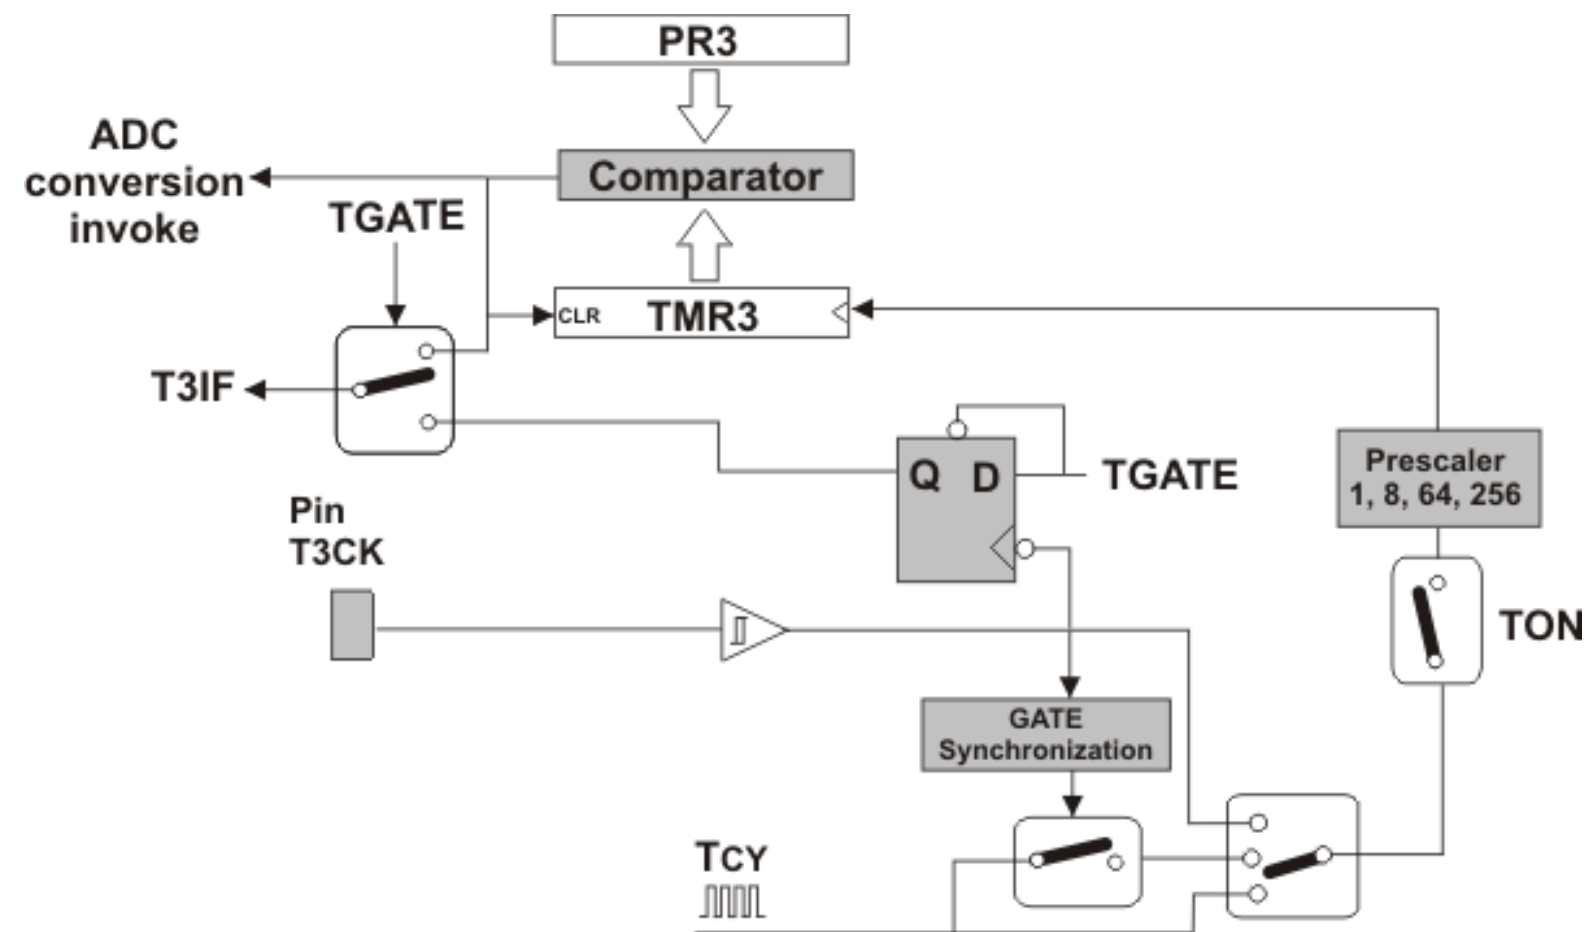 PR3
ADC
conversion
invoke
Comparator
TGATE
CLR
TMR3
T3IF
Q D
TGATE
Prescaler
1, 8, 64, 256
Pin
T3CK
TON
GATE
Synchronization
TCY